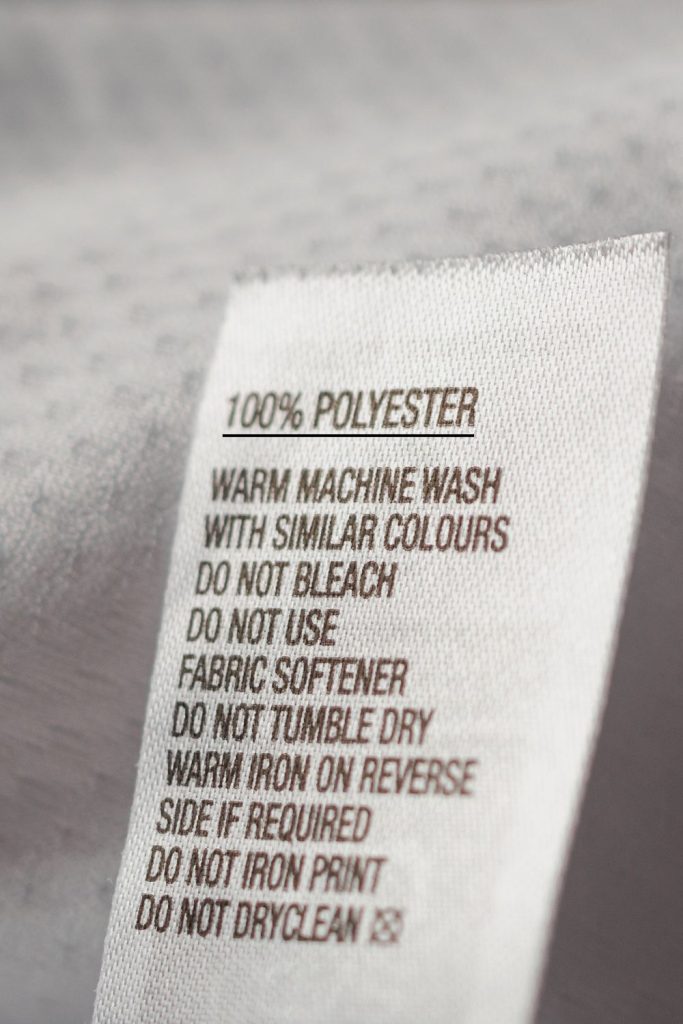 100% POLYESTER
WARM MACHINE WASH
WITH SIMILAR COLOURS
DO NOT BLEACH
DO NOT USE
FABRIC SOFTENER
DO NOT TUMBLE DRY
WARM IRON ON REVERSE
SIDE IF REQUIRED
DO NOT IRON PRINT
DO NOT DRYCLEAN